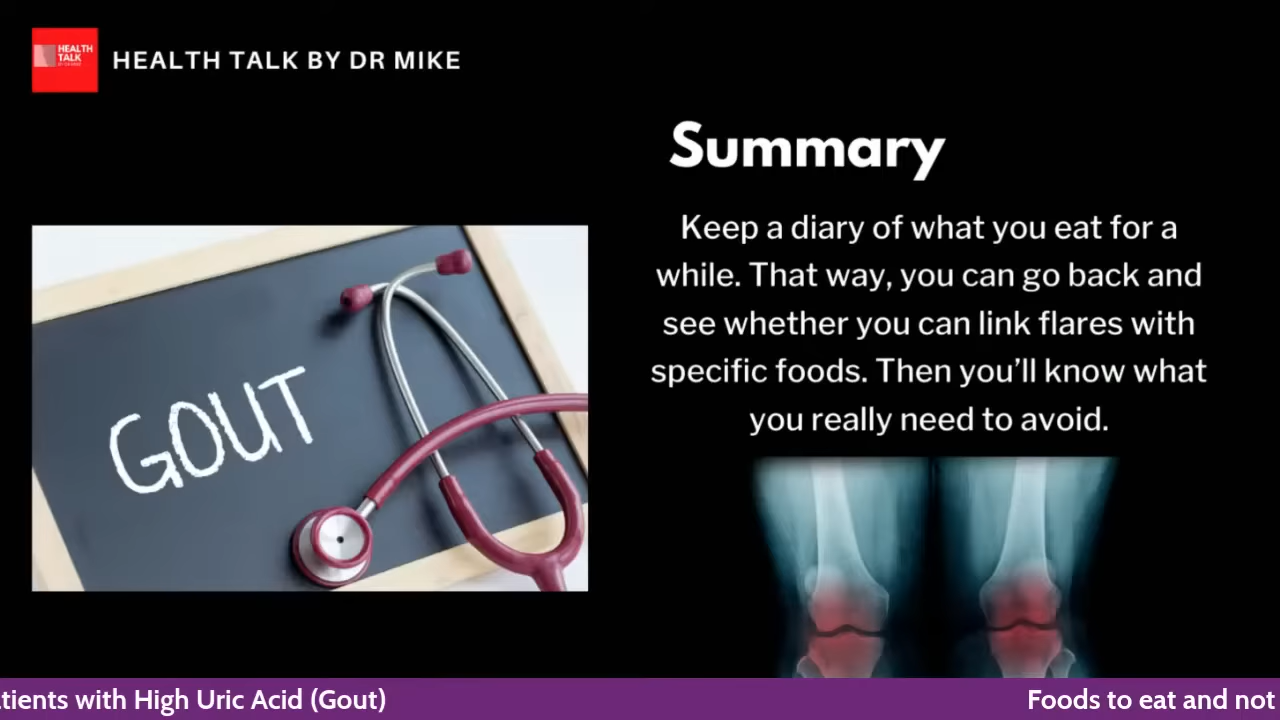 HEALTH
TALK
HEALTH TALK BY DR MIKE
Summary
Keep a diary of what you eat for a
while. That way, you can go back and
see whether you can link flares with
specific foods. Then you’ll know what
you really need to avoid.
GOUT
tients with High Uric Acid (Gout)
Foods to eat and not